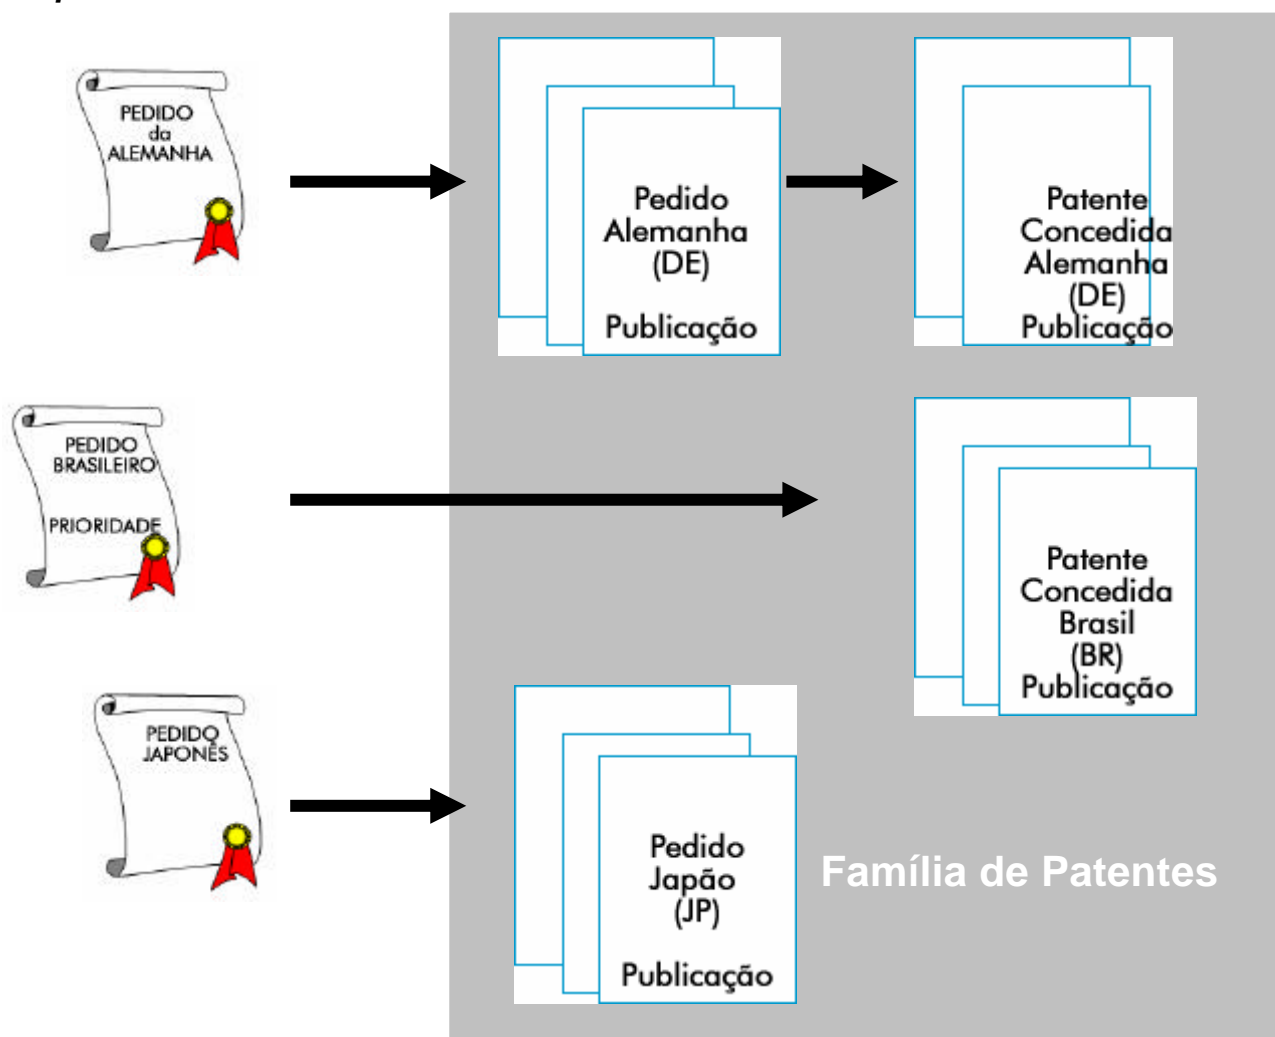 PEDIDO
da
ALEMANHA
Pedido
Alemanha
(DE)
Publicação
Patente
Concedida
Alemanha
(DE)
Publicação
PEDIDO
BRASILEIRO
PRIORIDADE
Patente
Concedida
Brasil
(BR)
Publicação
PEDIDO
JAPONÊS
Pedido
Japão
(JP)
Publicação
Família de Patentes